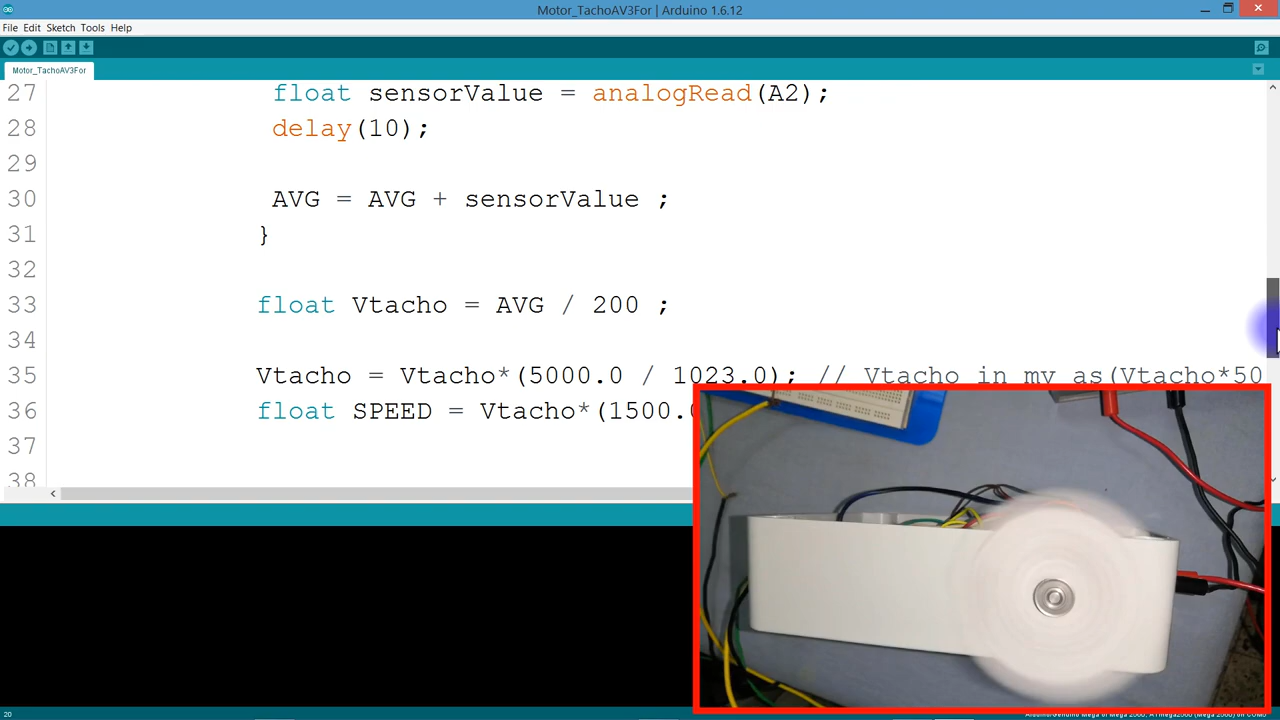 Motor_TachoAV3For | Arduino 1.6.12
File Edit Sketch Tools Help
Motor_TachoAV3For
27 float sensorValue = analogRead(A2);
28 delay(10);
29
30 AVG = AVG + sensorValue ;
31 }
32
33 float Vtacho = AVG / 200 ;
34
35 Vtacho = Vtacho*(5000.0 / 1023.0); // Vtacho in mv as(Vtacho*50
36 float SPEED = Vtacho*(1500.
37
38
20